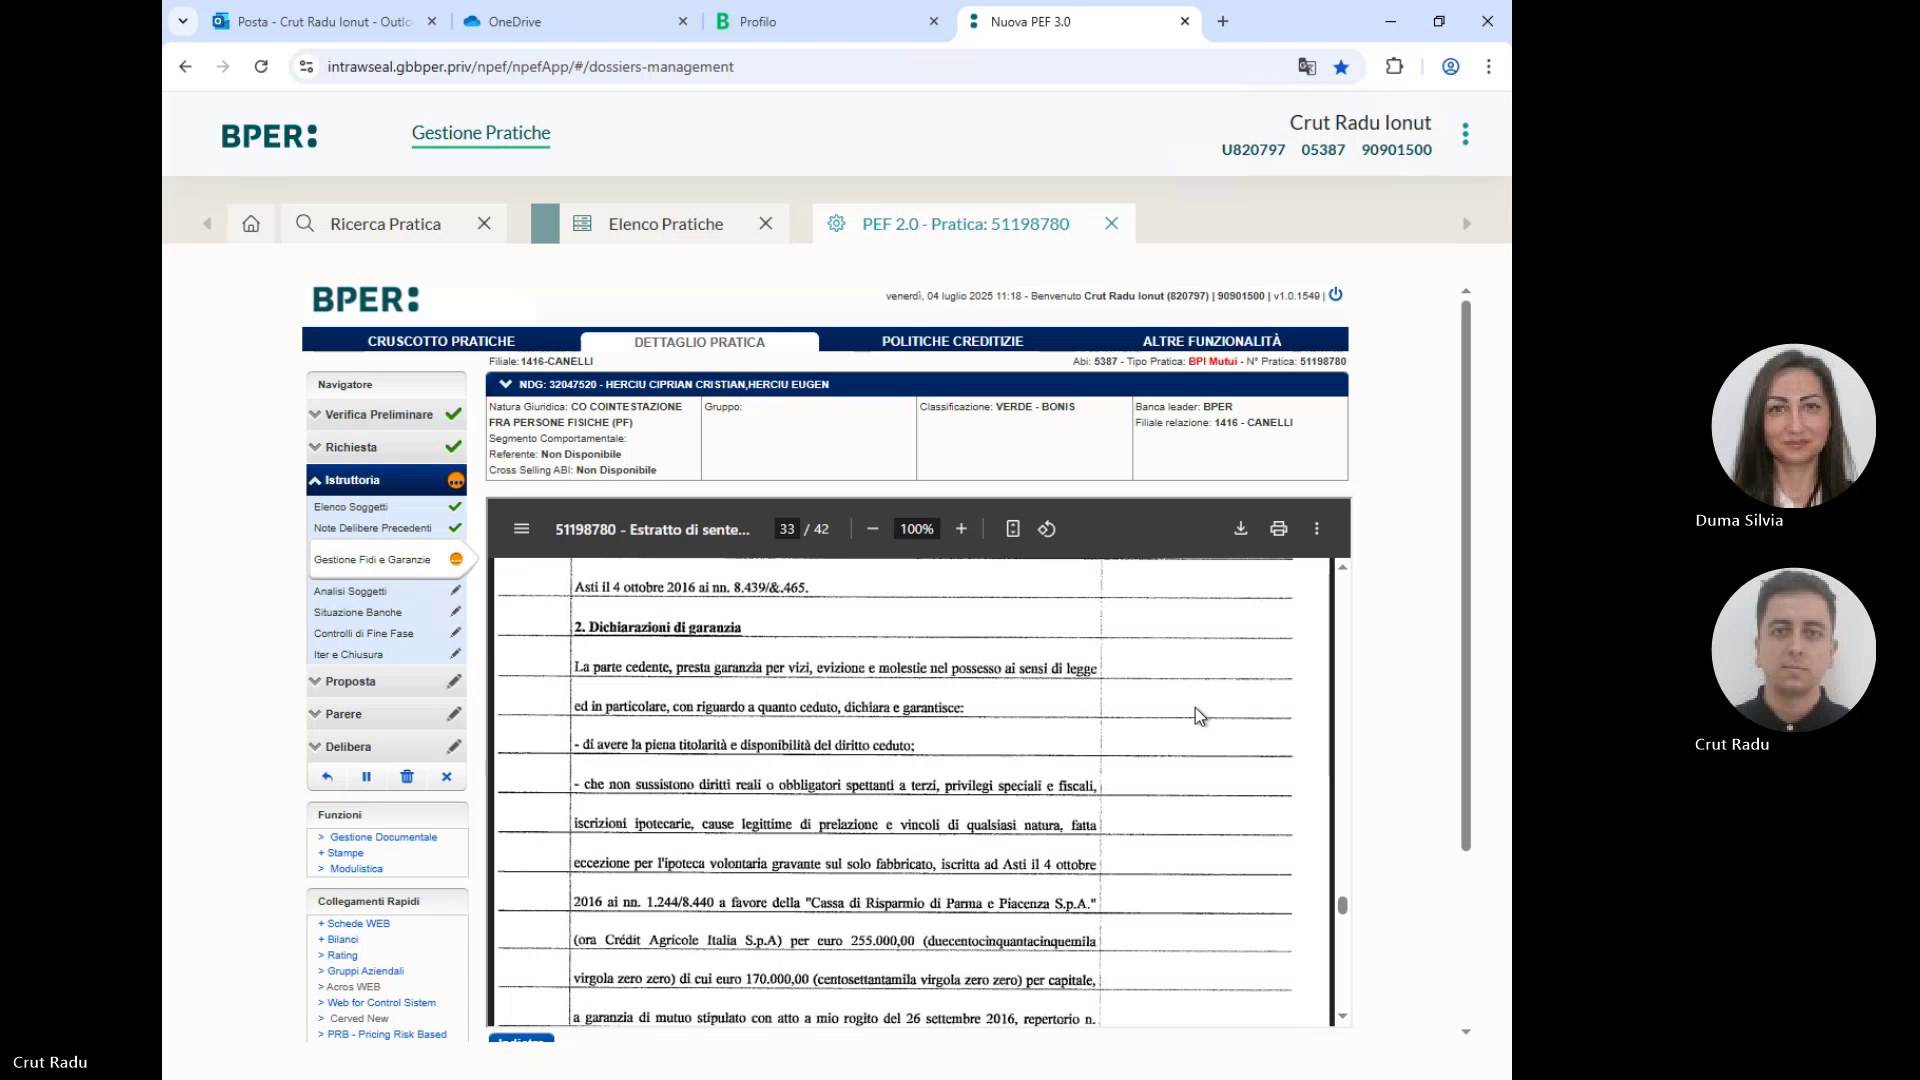 Posta - Crut Radu Ionut - Outlo
OneDrive
Profilo
Nuova PEF 3.0
intrawseal.gbbper.priv/npef/npefApp/#/dossiers-management
BPER:
Gestione Pratiche
Crut Radu Ionut
U820797 05387 90901500
Ricerca Pratica
Elenco Pratiche
PEF 2.0 - Pratica: 51198780
BPER:
venerdì, 04 luglio 2025 11:18 - Benvenuto Crut Radu Ionut (820797) | 90901500 | v1.0.1549 |
CRUSCOTTO PRATICHE
DETTAGLIO PRATICA
POLITICHE CREDITIZIE
ALTRE FUNZIONALITÀ
Filiale: 1416-CANELLI
Abi: 5387 - Tipo Pratica: BPI Mutui - N° Pratica: 51198780
Navigatore
Verifica Preliminare
Richiesta
Istruttoria
Elenco Soggetti
Note Delibere Precedenti
Gestione Fidi e Garanzie
Analisi Soggetti
Situazione Banche
Controlli di Fine Fase
Iter e Chiusura
Proposta
Parere
Delibera
Funzioni
> Gestione Documentale
+ Stampe
> Modulistica
Collegamenti Rapidi
+ Schede WEB
+ Bilanci
> Rating
> Gruppi Aziendali
> Acros WEB
> Web for Control Sistem
> Cerved New
> PRB - Pricing Risk Based
NDG: 32047520 - HERCIU CIPRIAN CRISTIAN,HERCIU EUGEN
Natura Giuridica: CO COINTESTAZIONE
FRA PERSONE FISICHE (PF)
Segmento Comportamentale:
Referente: Non Disponibile
Cross Selling ABI: Non Disponibile
Gruppo:
Classificazione: VERDE - BONIS
Banca leader: BPER
Filiale relazione: 1416 - CANELLI
51198780 - Estratto di sente...
33 / 42
100%
Asti il 4 ottobre 2016 ai nn. 8.439/&.465.
2. Dichiarazioni di garanzia
La parte cedente, presta garanzia per vizi, evizione e molestie nel possesso ai sensi di legge
ed in particolare, con riguardo a quanto ceduto, dichiara e garantisce:
- di avere la piena titolarità e disponibilità del diritto ceduto;
- che non sussistono diritti reali o obbligatori spettanti a terzi, privilegi speciali e fiscali,
iscrizioni ipotecarie, cause legittime di prelazione e vincoli di qualsiasi natura, fatta
eccezione per l'ipoteca volontaria gravante sul solo fabbricato, iscritta ad Asti il 4 ottobre
2016 ai nn. 1.244/8.440 a favore della "Cassa di Risparmio di Parma e Piacenza S.p.A."
(ora Crédit Agricole Italia S.p.A) per euro 255.000,00 (duecentocinquantacinquemila
virgola zero zero) di cui euro 170.000,00 (centosettantamila virgola zero zero) per capitale,
a garanzia di mutuo stipulato con atto a mio rogito del 26 settembre 2016, repertorio n.
Indietro
Duma Silvia
Crut Radu
Crut Radu